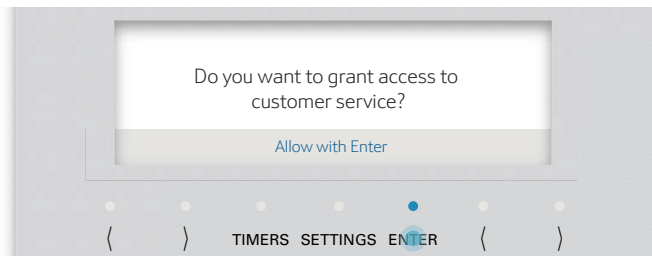 Do you want to grant access to
customer service?
Allow with Enter
⟨ ⟩ TIMERS SETTINGS ENTER ⟨ ⟩